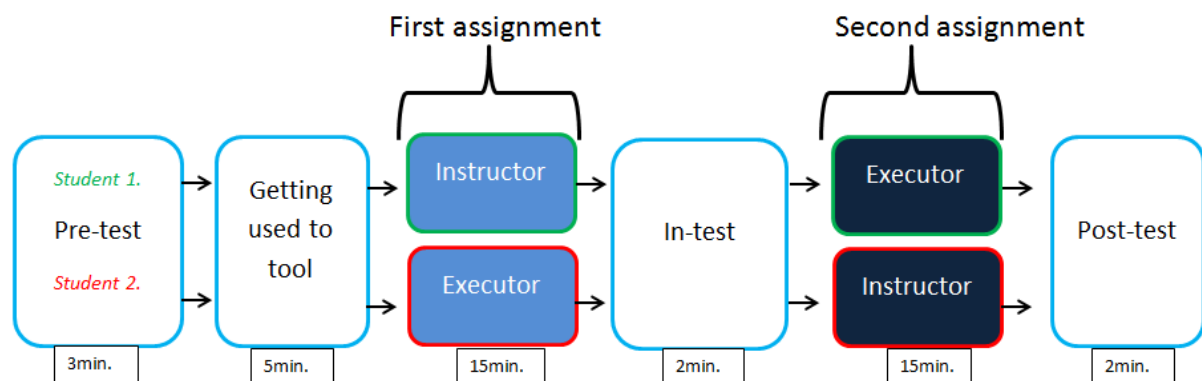 First assignment
Second assignment
Student 1.
Pre-test
Student 2.
Getting
used to
tool
Instructor
Executor
In-test
Executor
Instructor
Post-test
3min.
5min.
15min.
2min.
15min.
2min.